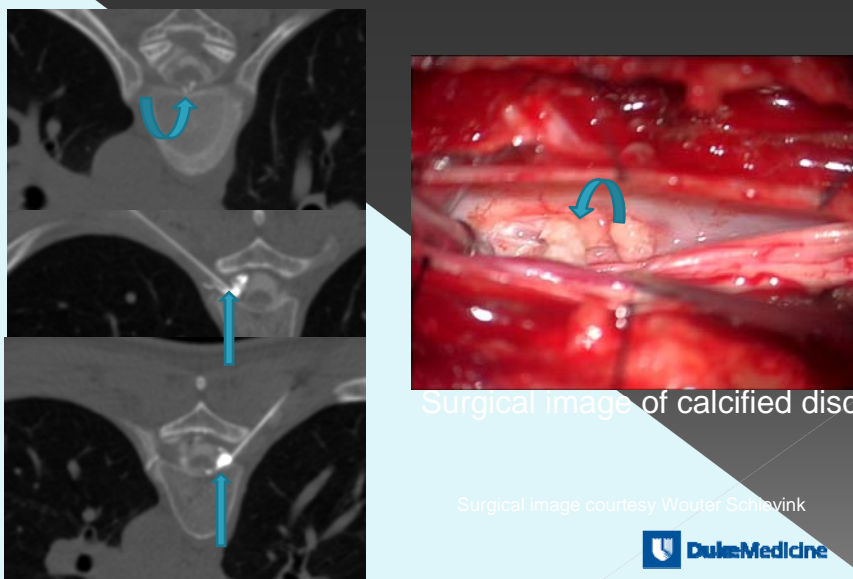 Surgical image of calcified disc
Surgical image courtesy Wouter Schievink
DukeMedicine